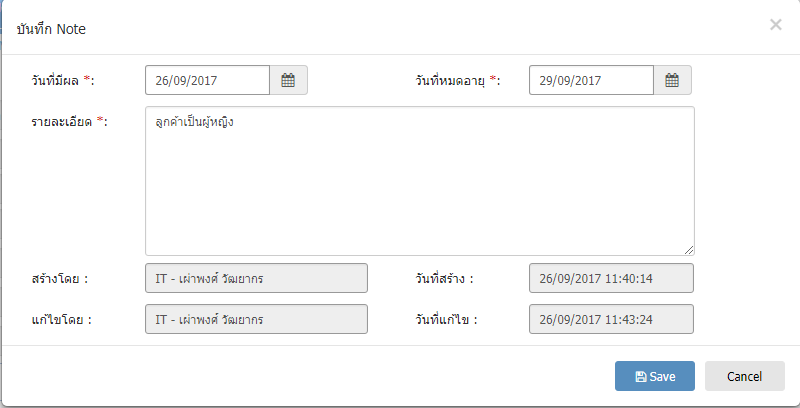 บันทึก Note
วันที่มีผล *: 26/09/2017 วันที่หมดอายุ *: 29/09/2017
รายละเอียด *: ลูกค้าเป็นผู้หญิง
สร้างโดย : IT - เผ่าพงศ์ วัฒยากร วันที่สร้าง : 26/09/2017 11:40:14
แก้ไขโดย : IT - เผ่าพงศ์ วัฒยากร วันที่แก้ไข : 26/09/2017 11:43:24
Save Cancel